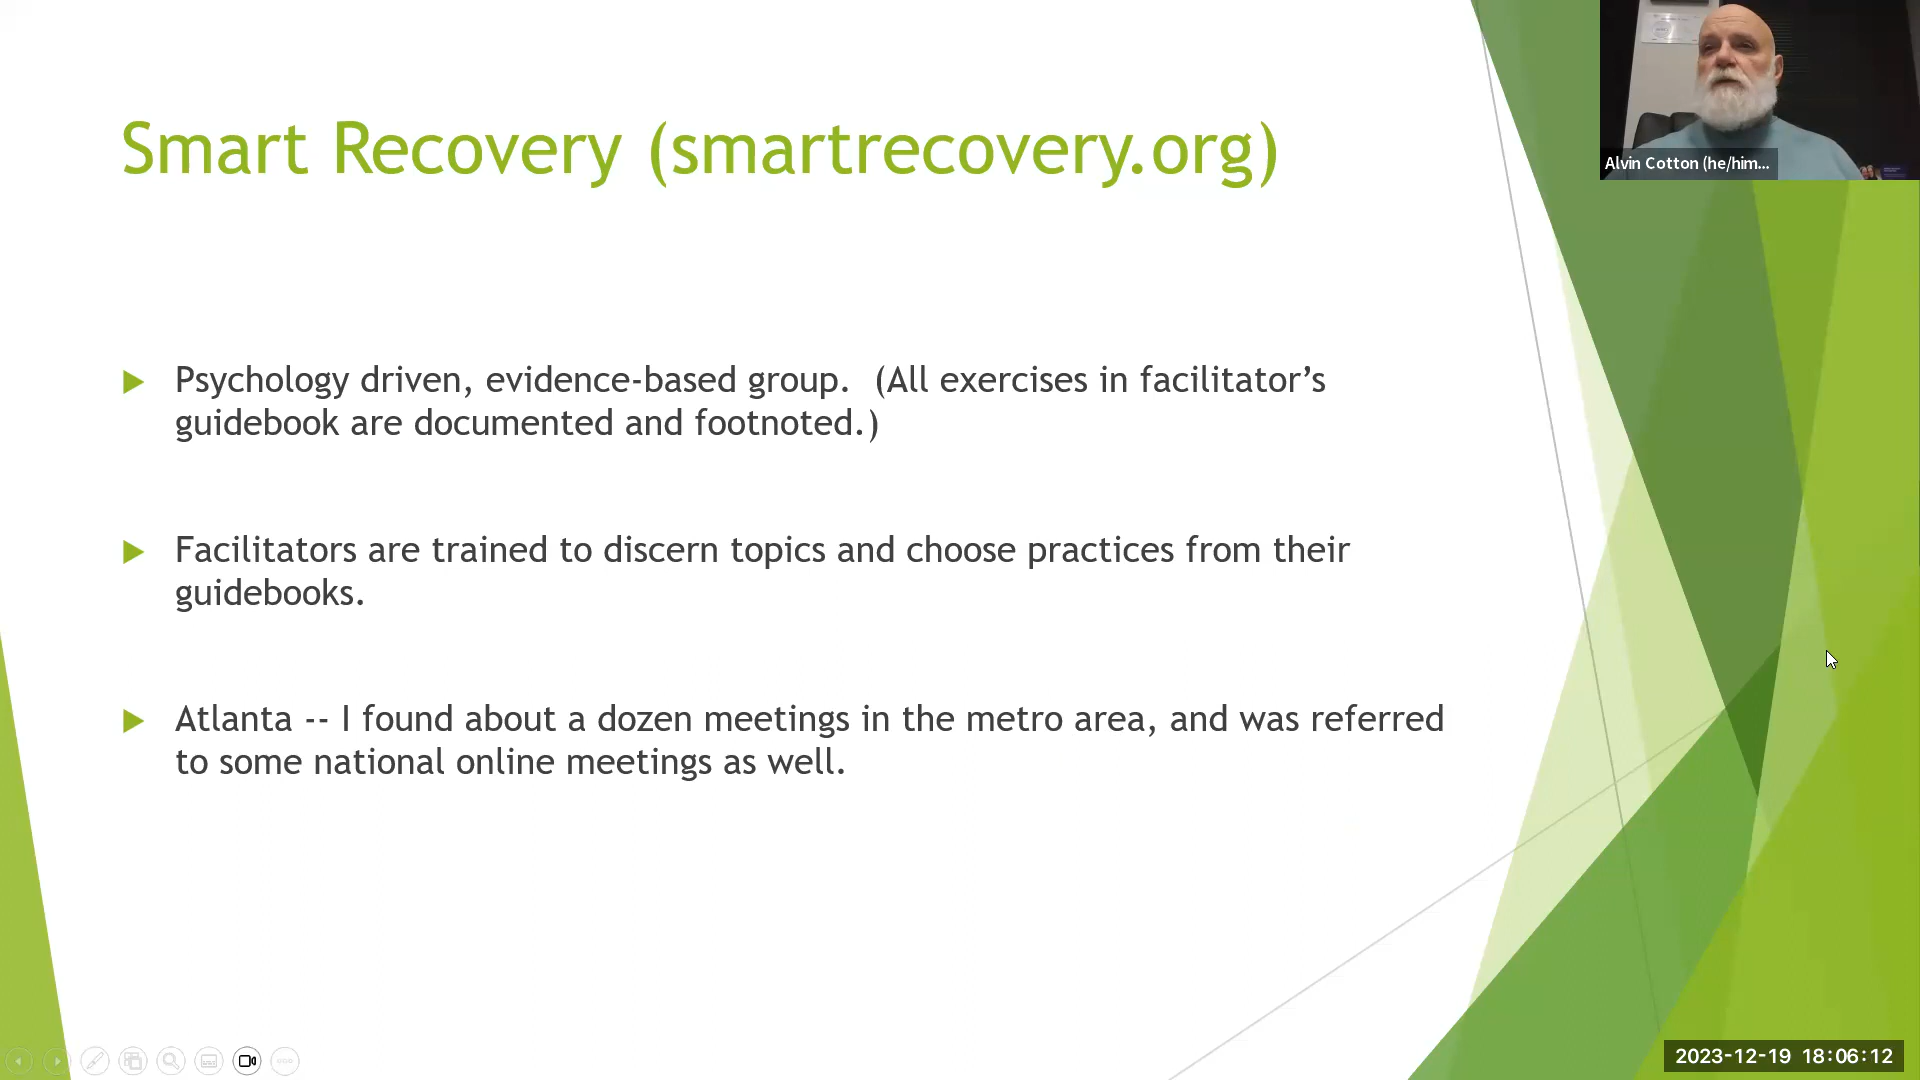 Smart Recovery (smartrecovery.org)
Psychology driven, evidence-based group.  (All exercises in facilitator’s
guidebook are documented and footnoted.)
Facilitators are trained to discern topics and choose practices from their
guidebooks.
Atlanta -- I found about a dozen meetings in the metro area, and was referred
to some national online meetings as well.
Alvin Cotton (he/him...
2023-12-19 18:06:12